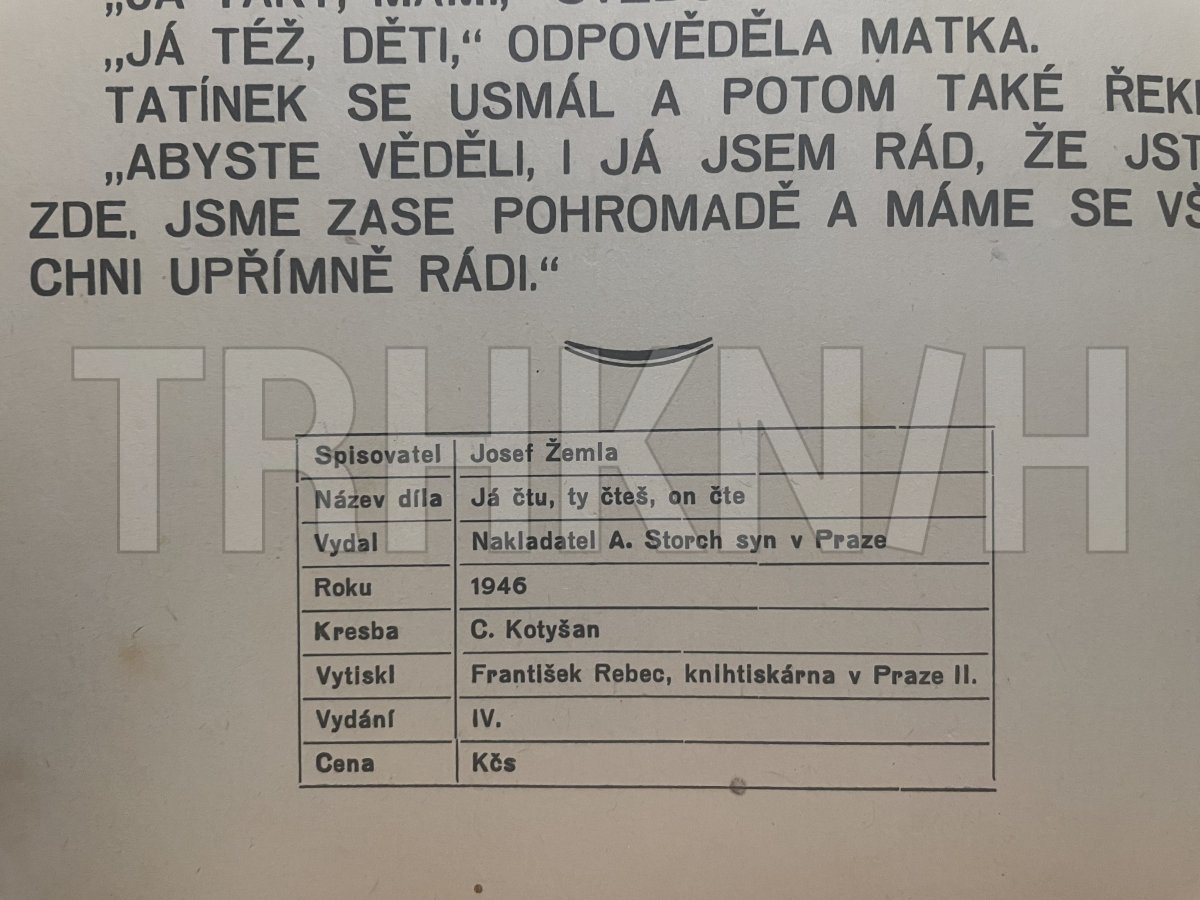 „JÁ TÉŽ, DĚTI,“ ODPOVĚDĚLA MATKA.
TATÍNEK SE USMÁL A POTOM TAKÉ
„ABYSTE VĚDĚLI, I JÁ JSEM RÁD, ŽE
ZDE. JSME ZASE POHROMADĚ A MÁME SE
CHNI UPŘÍMNĚ RÁDI.“
TRHKN/H
Spisovatel Josef Žemla
Název díla Já čtu, ty čteš, on čte
Vydal Nakladatel A. Storch syn v Praze
Roku 1946
Kresba C. Kotyšan
Vytiskl František Rebec, knihtiskárna v Praze II.
Vydání IV.
Cena Kčs